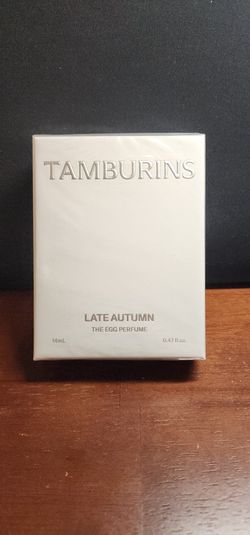 TAMBURINS
LATE AUTUMN
THE EGG PERFUME
14mL 0.47 fl.oz.